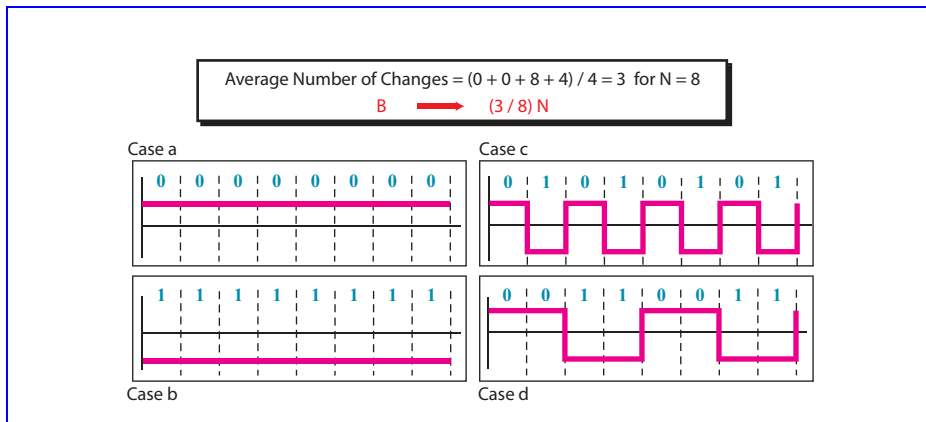 Average Number of Changes = (0 + 0 + 8 + 4) / 4 = 3 for N = 8
B (3 / 8) N
Case a
0 0 0 0 0 0 0 0
Case c
0 1 0 1 0 1 0 1
1 1 1 1 1 1 1 1
Case b
0 0 1 1 0 0 1 1
Case d